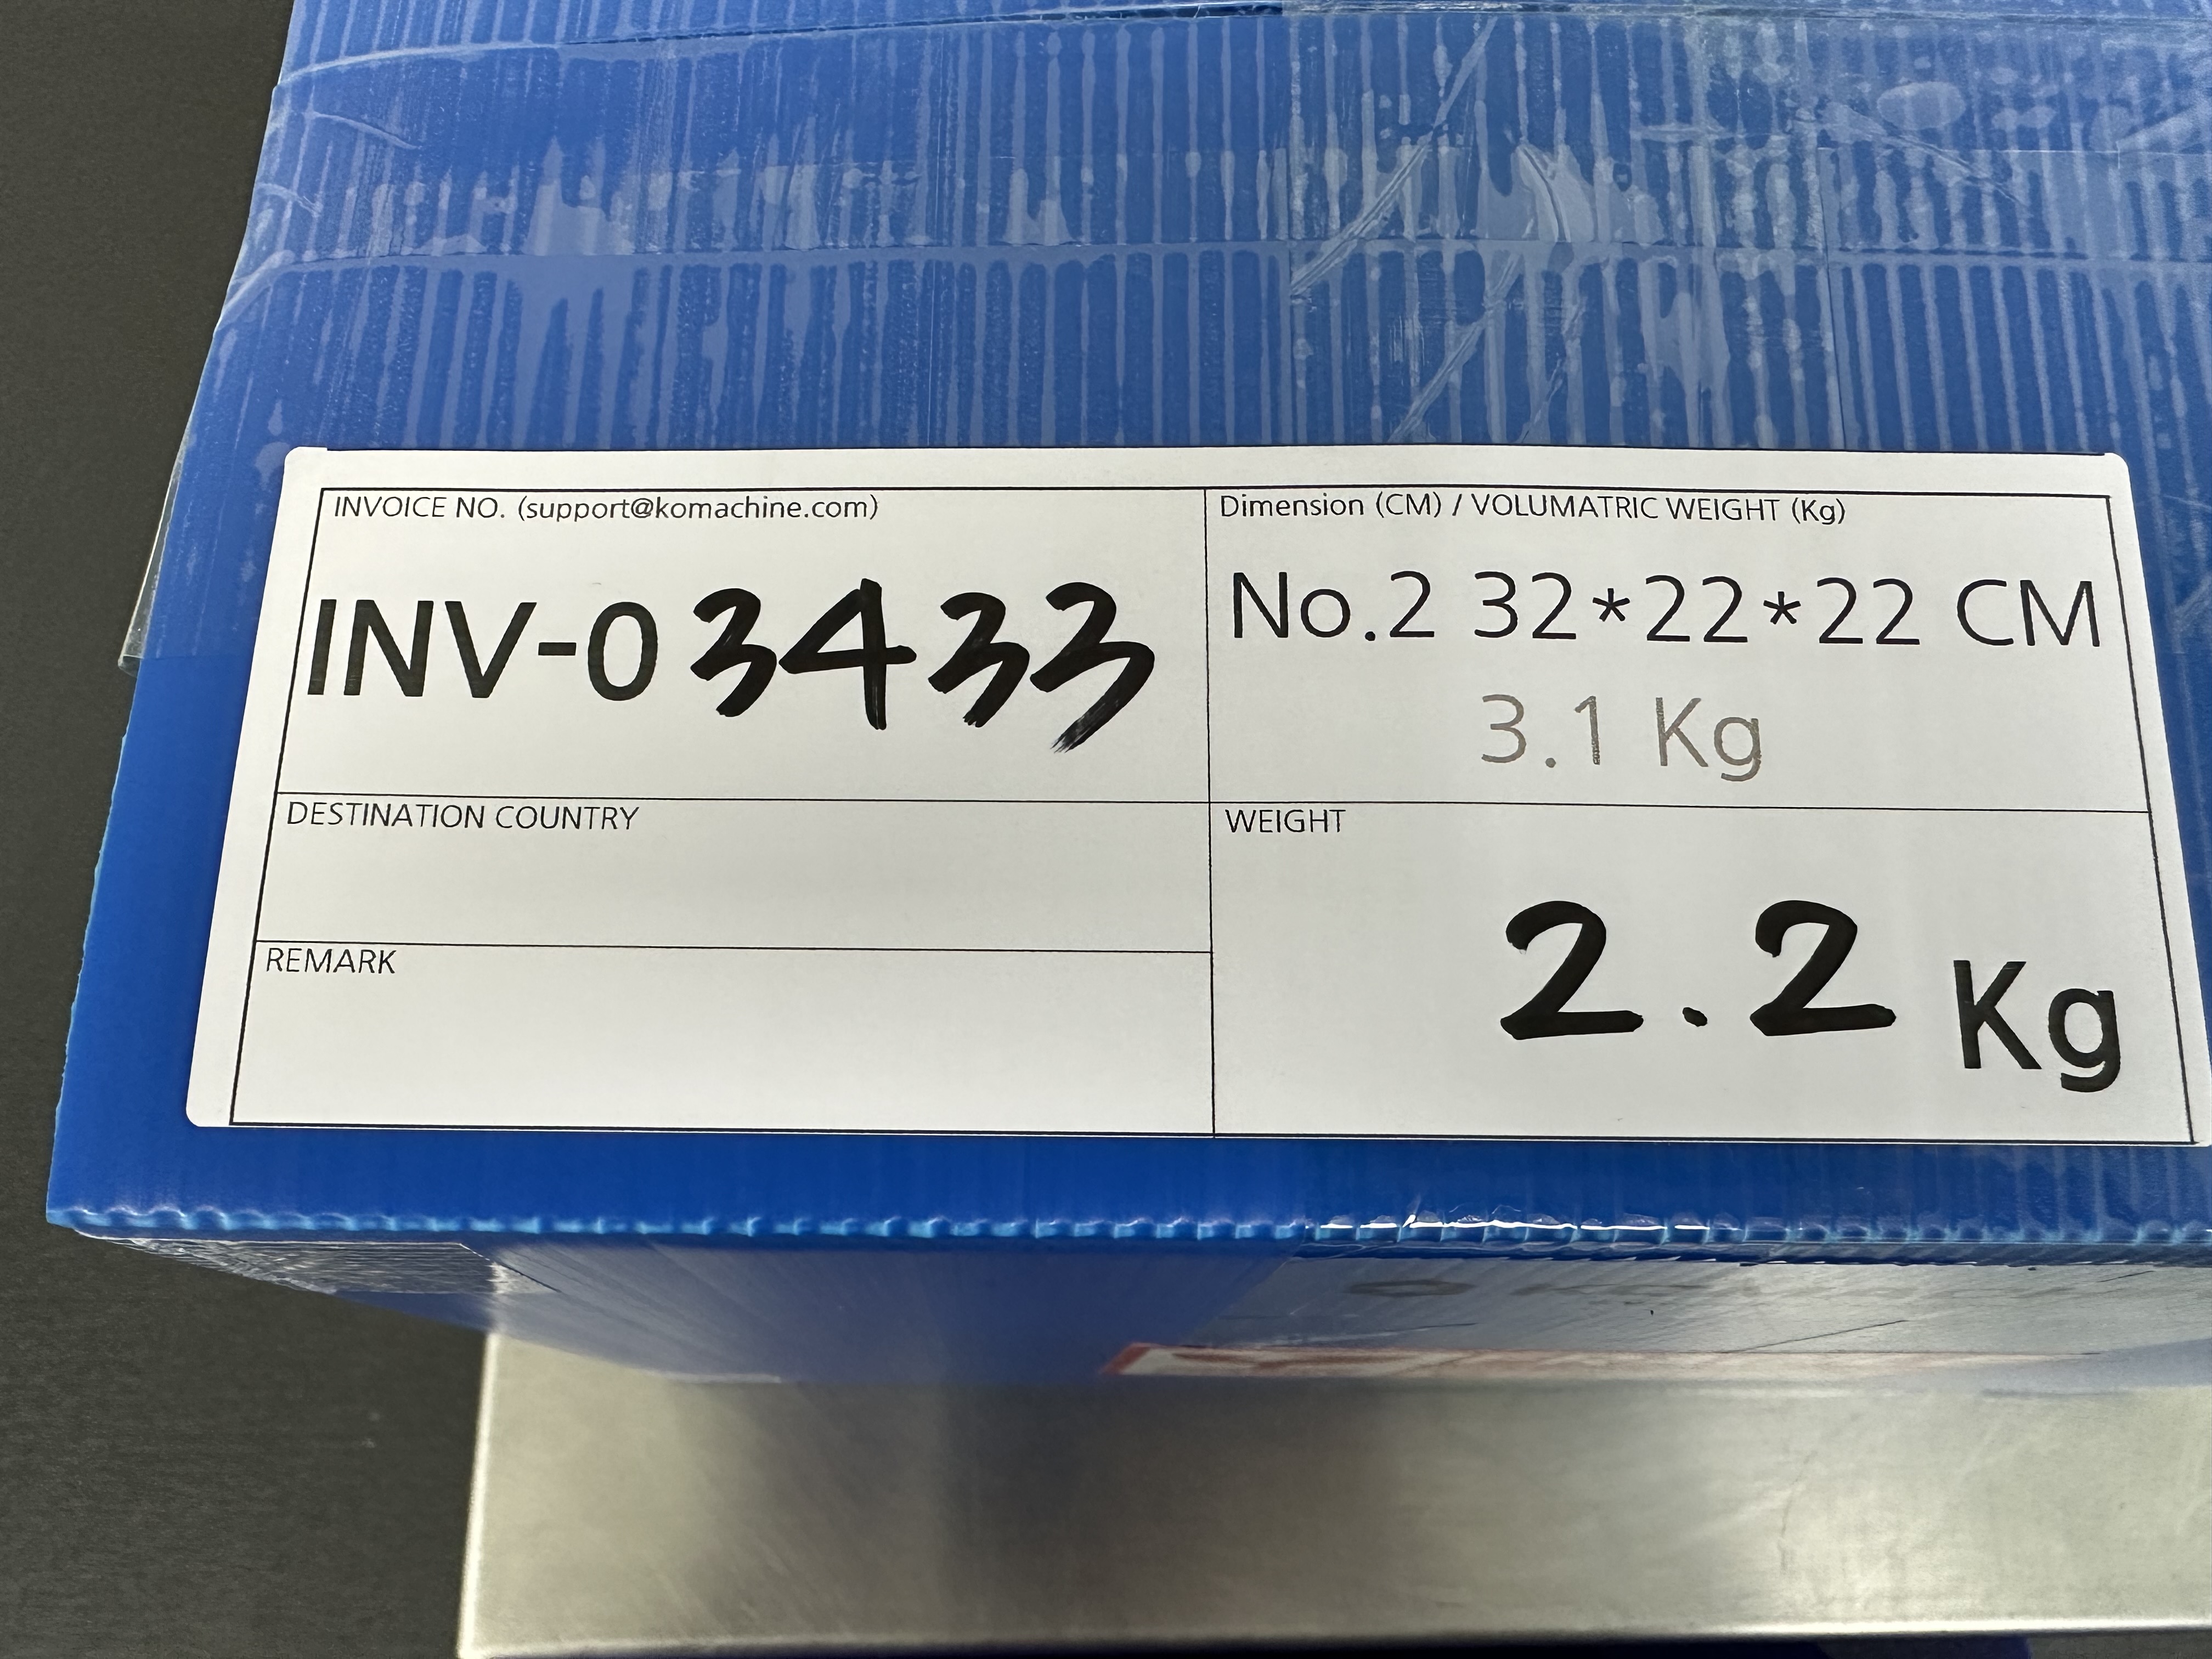 INVOICE NO. (support@komachine.com)
INV-03433
Dimension (CM) / VOLUMATRIC WEIGHT (Kg)
No.2 32*22*22 CM
3.1 Kg
DESTINATION COUNTRY
WEIGHT
2.2 Kg
REMARK